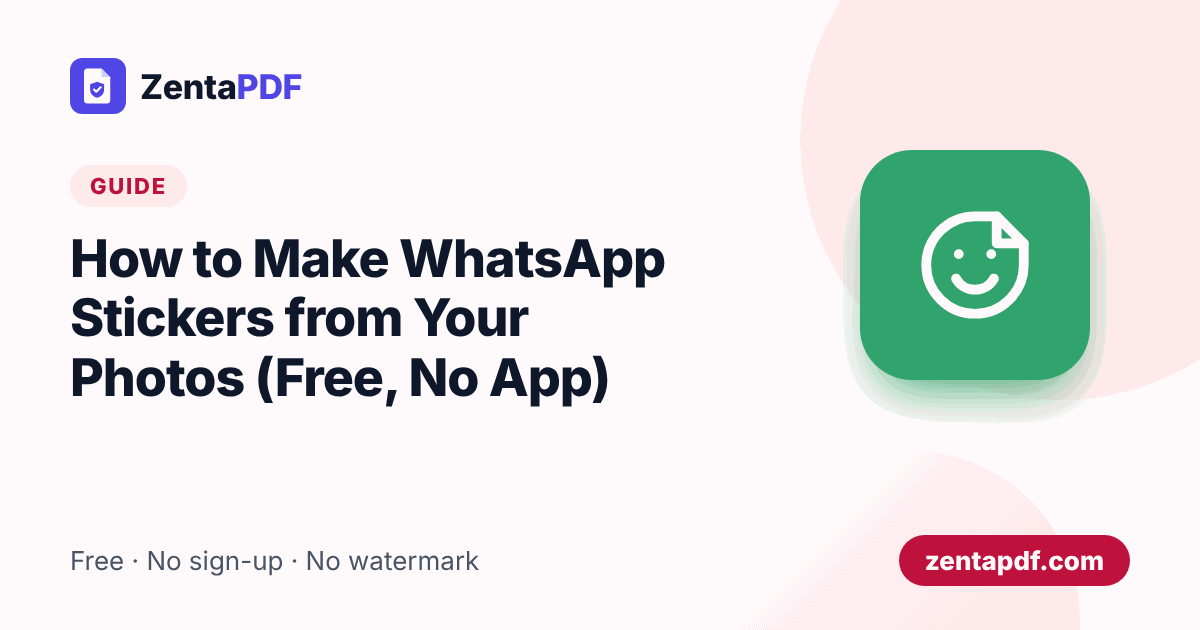 ZentaPDF
GUIDE
How to Make WhatsApp
Stickers from Your
Photos (Free, No App)
Free · No sign-up · No watermark
zentapdf.com